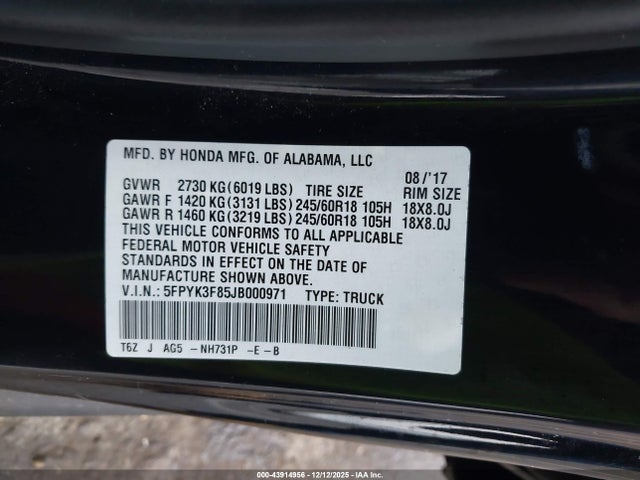 MFD. BY HONDA MFG. OF ALABAMA, LLC 08/'17
GVWR 2730 KG(6019 LBS) TIRE SIZE RIM SIZE
GAWR F 1420 KG(3131 LBS) 245/60R18 105H 18X8.0J
GAWR R 1460 KG(3219 LBS) 245/60R18 105H 18X8.0J
THIS VEHICLE CONFORMS TO ALL APPLICABLE
FEDERAL MOTOR VEHICLE SAFETY
STANDARDS IN EFFECT ON THE DATE OF
MANUFACTURE SHOWN ABOVE.
V.I.N.: 5FPYK3F85JB000971 TYPE: TRUCK
T6Z J AG5 -NH731P -E-B
000-43914956 - 12/12/2025 - IAA Inc.